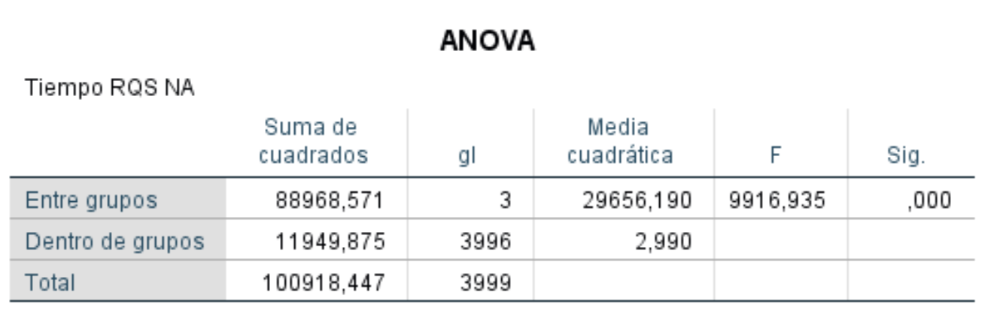 ANOVA
Tiempo RQS NA
Suma de cuadrados gl Media cuadrática F Sig.
Entre grupos 88968,571 3 29656,190 9916,935 ,000
Dentro de grupos 11949,875 3996 2,990
Total 100918,447 3999